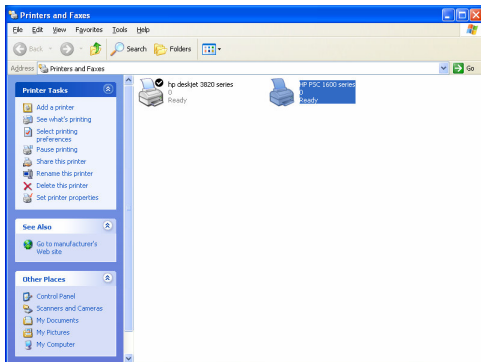 Printers and Faxes
File Edit View Favorites Tools Help
Back Search Folders
Address Printers and Faxes Go
Printer Tasks
Add a printer
See what's printing
Select printing
preferences
Pause printing
Share this printer
Rename this printer
Delete this printer
Set printer properties
See Also
Go to manufacturer's
Web site
Other Places
Control Panel
Scanners and Cameras
My Documents
My Pictures
My Computer
hp deskjet 3820 series
0
Ready
HP PSC 1600 series
0
Ready